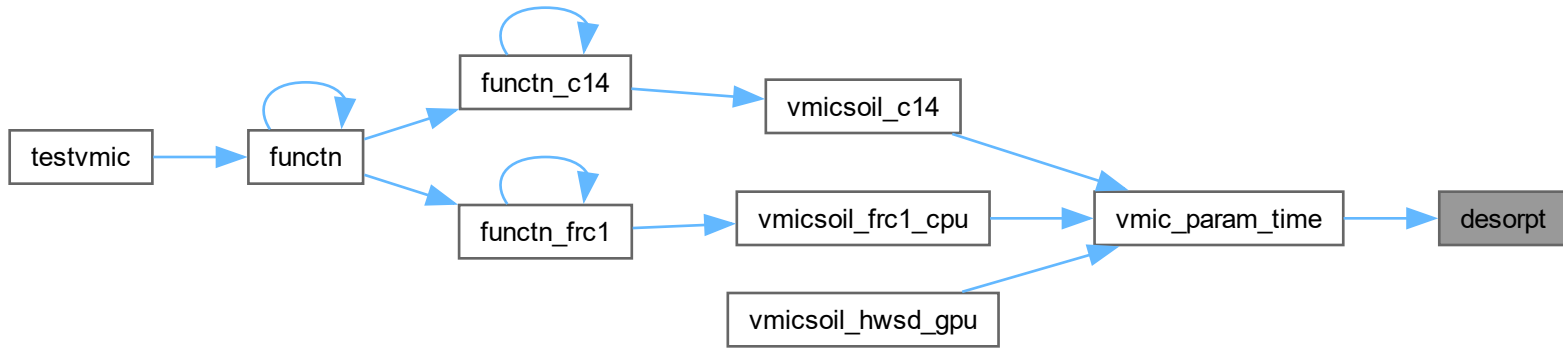 testvmic
functn
functn_c14
functn_frc1
vmicsoil_c14
vmicsoil_frc1_cpu
vmicsoil_hwsd_gpu
vmic_param_time
desorpt